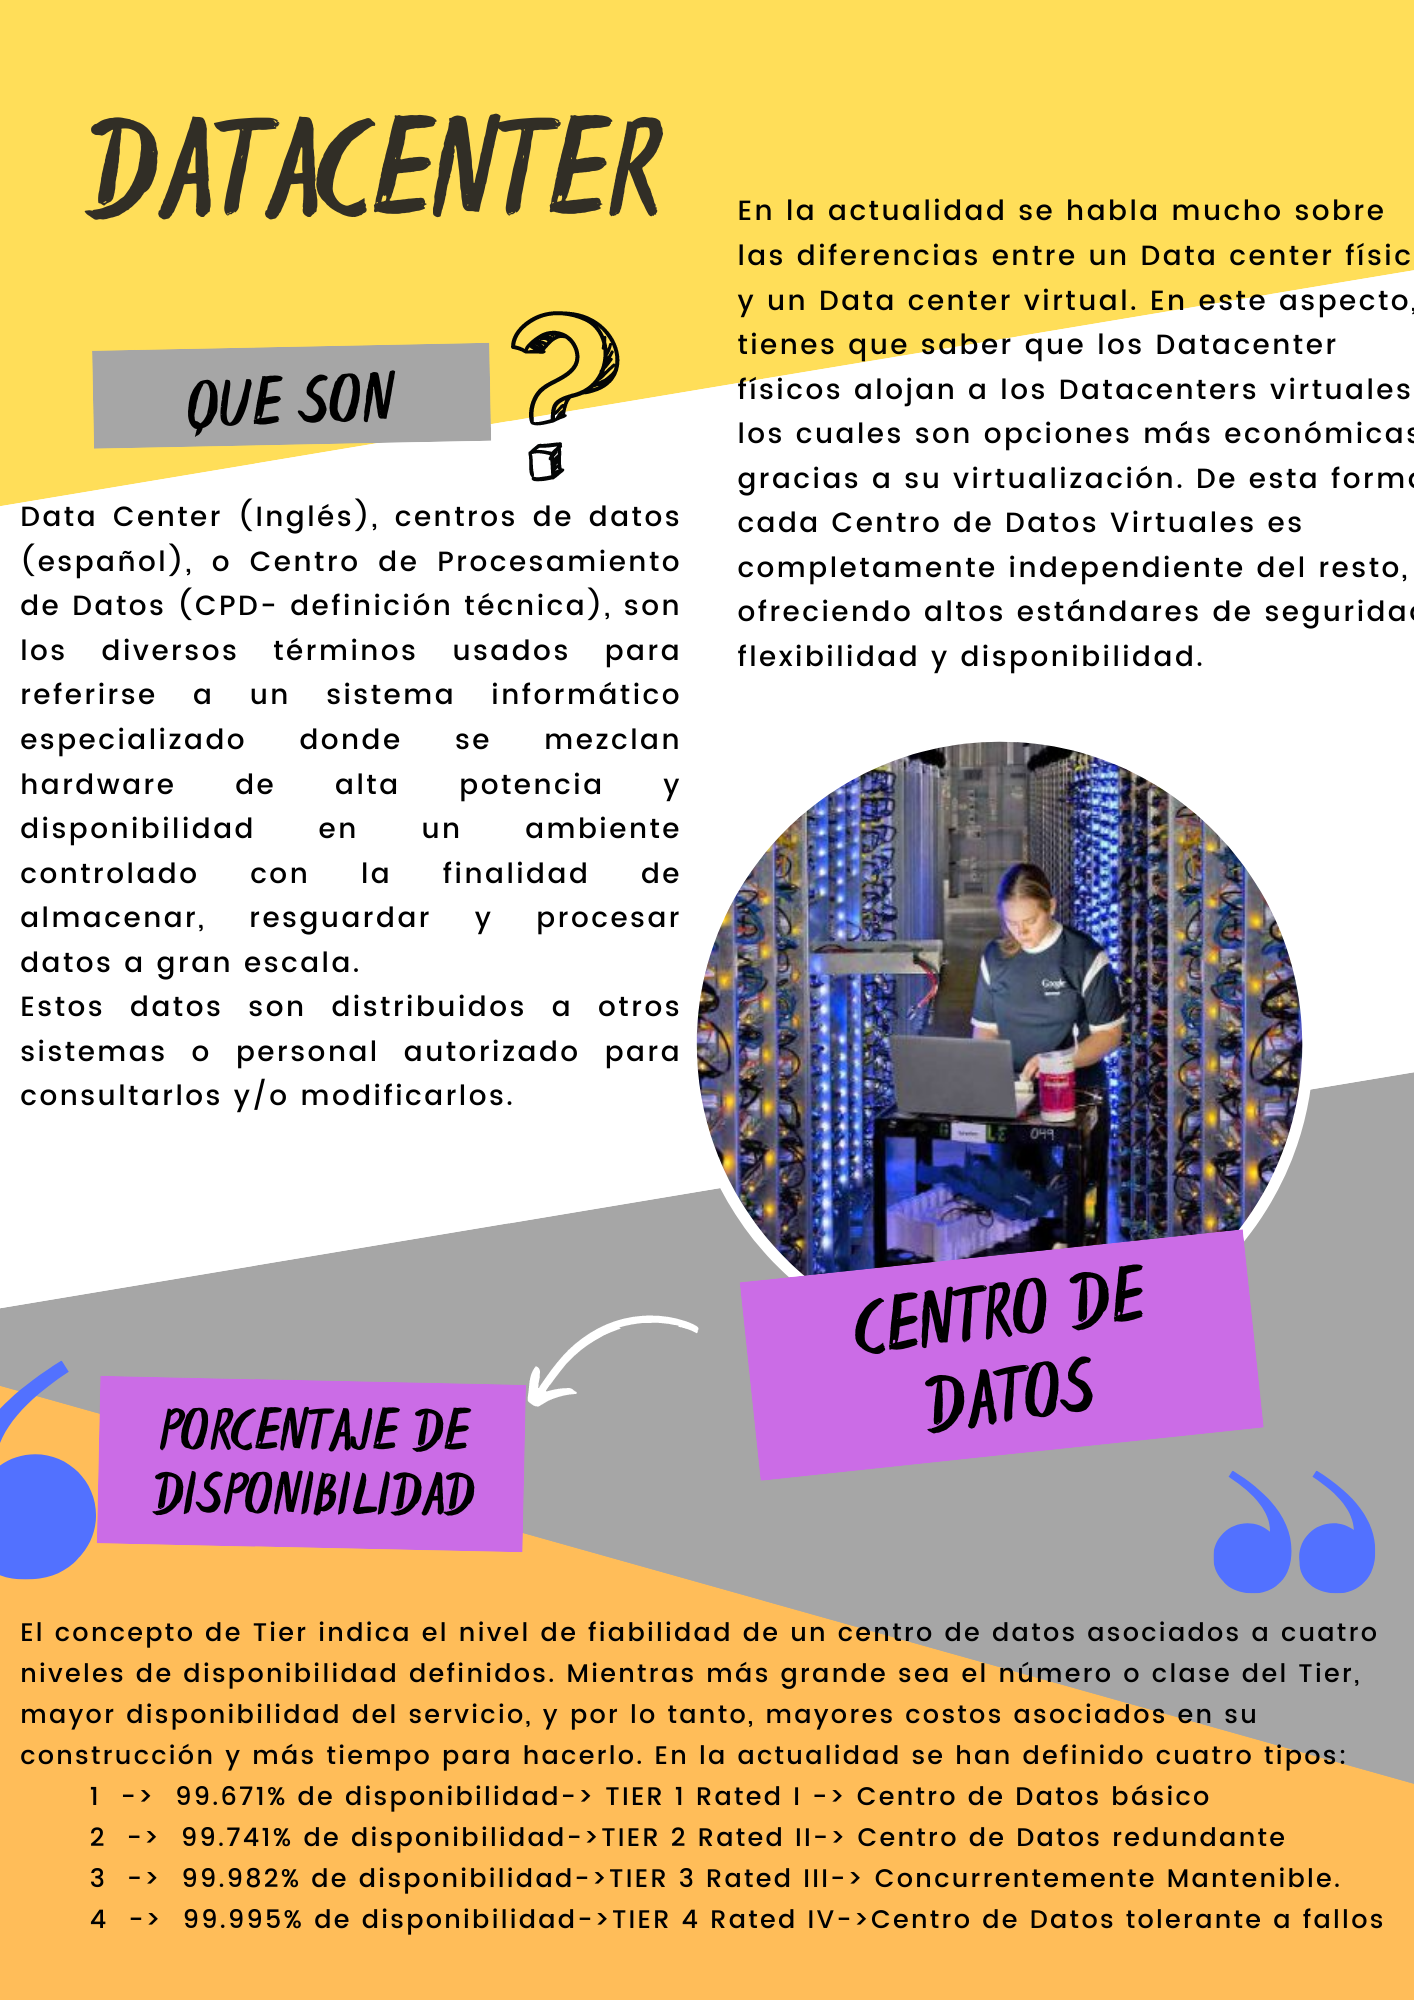 DATACENTER
QUE SON
?
Data Center (Inglés), centros de datos
(español), o Centro de Procesamiento
de Datos (CPD- definición técnica), son
los diversos términos usados para
referirse a un sistema informático
especializado donde se mezclan
hardware de alta potencia y
disponibilidad en un ambiente
controlado con la finalidad de
almacenar, resguardar y procesar
datos a gran escala.
Estos datos son distribuidos a otros
sistemas o personal autorizado para
consultarlos y/o modificarlos.
En la actualidad se habla mucho sobre
las diferencias entre un Data center físic
y un Data center virtual. En este aspecto,
tienes que saber que los Datacenter
físicos alojan a los Datacenters virtuales
los cuales son opciones más económicas
gracias a su virtualización. De esta forma
cada Centro de Datos Virtuales es
completamente independiente del resto,
ofreciendo altos estándares de seguridad
flexibilidad y disponibilidad.
Google
049
CENTRO DE
DATOS
PORCENTAJE DE
DISPONIBILIDAD
El concepto de Tier indica el nivel de fiabilidad de un centro de datos asociados a cuatro
niveles de disponibilidad definidos. Mientras más grande sea el número o clase del Tier,
mayor disponibilidad del servicio, y por lo tanto, mayores costos asociados en su
construcción y más tiempo para hacerlo. En la actualidad se han definido cuatro tipos:
1 -> 99.671% de disponibilidad-> TIER 1 Rated I -> Centro de Datos básico
2 -> 99.741% de disponibilidad->TIER 2 Rated II-> Centro de Datos redundante
3 -> 99.982% de disponibilidad->TIER 3 Rated III-> Concurrentemente Mantenible.
4 -> 99.995% de disponibilidad->TIER 4 Rated IV->Centro de Datos tolerante a fallos